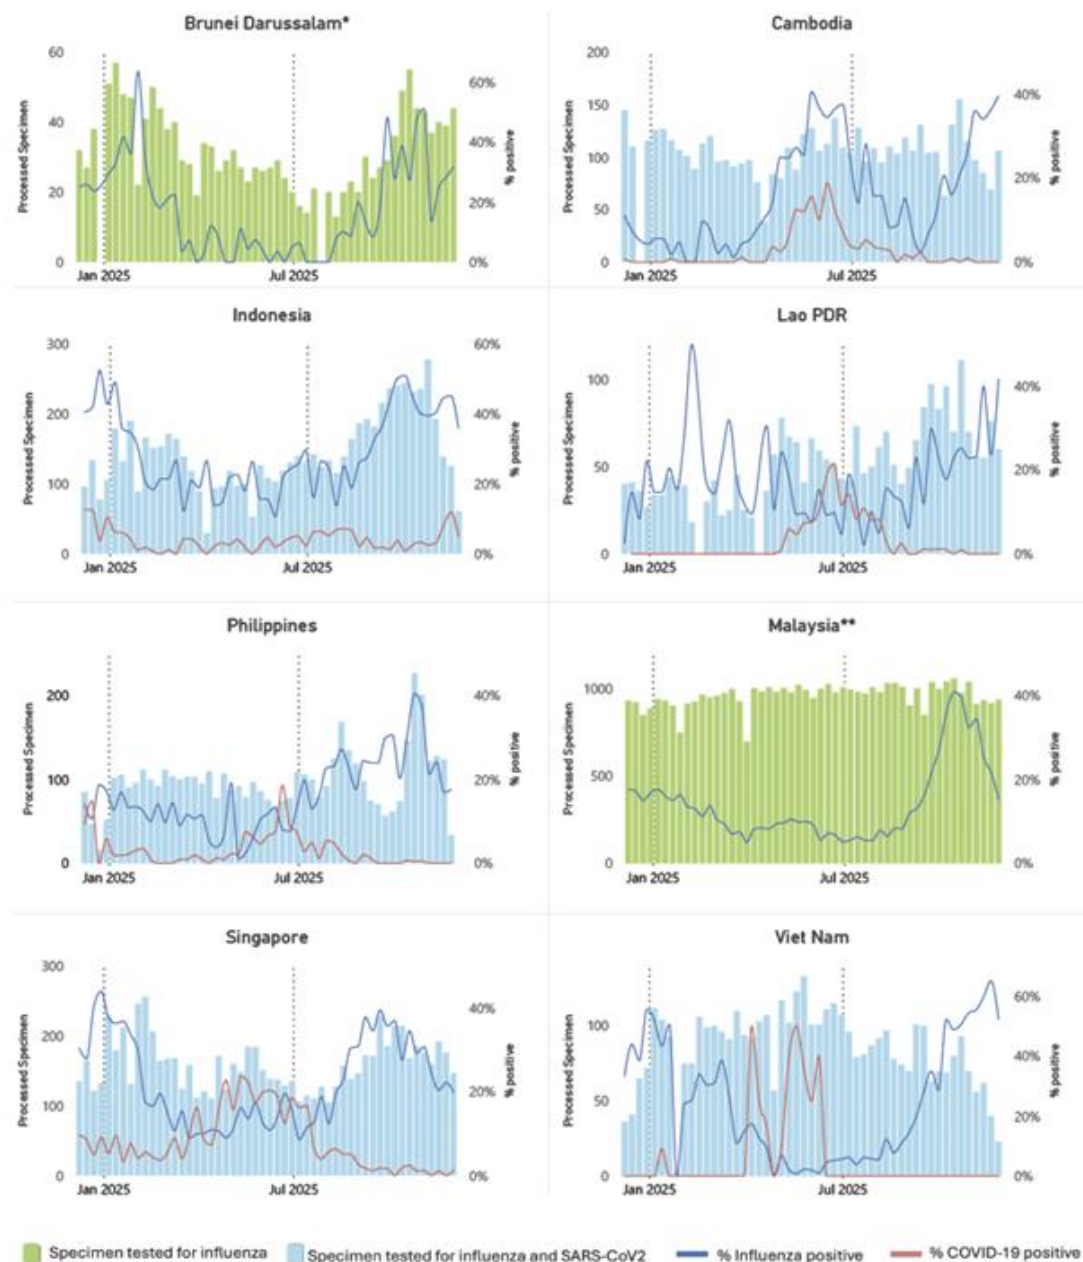 Brunei Darussalam*
Processed Specimen
60
40
20
0
60%
40%
20%
0%
% positive
Jan 2025
Jul 2025
Cambodia
Processed Specimen
200
150
100
50
0
40%
20%
0%
% positive
Jan 2025
Jul 2025
Indonesia
Processed Specimen
300
200
100
0
60%
40%
20%
0%
% positive
Jan 2025
Jul 2025
Lao PDR
Processed Specimen
100
50
0
40%
20%
0%
% positive
Jan 2025
Jul 2025
Philippines
Processed Specimen
200
100
0
40%
20%
0%
% positive
Jan 2025
Jul 2025
Malaysia**
Processed Specimen
1000
500
0
40%
20%
0%
% positive
Jan 2025
Jul 2025
Singapore
Processed Specimen
300
200
100
0
40%
20%
0%
% positive
Jan 2025
Jul 2025
Viet Nam
Processed Specimen
100
50
0
60%
40%
20%
0%
% positive
Jan 2025
Jul 2025
Specimen tested for influenza
Specimen tested for influenza and SARS-CoV2
% Influenza positive
% COVID-19 positive